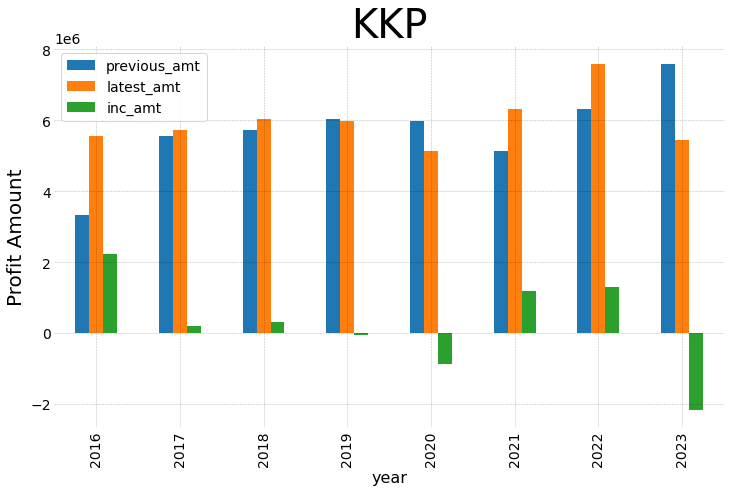 KKP
1e6
previous_amt
latest_amt
inc_amt
Profit Amount
8
6
4
2
0
−2
2016
2017
2018
2019
2020
2021
2022
2023
year